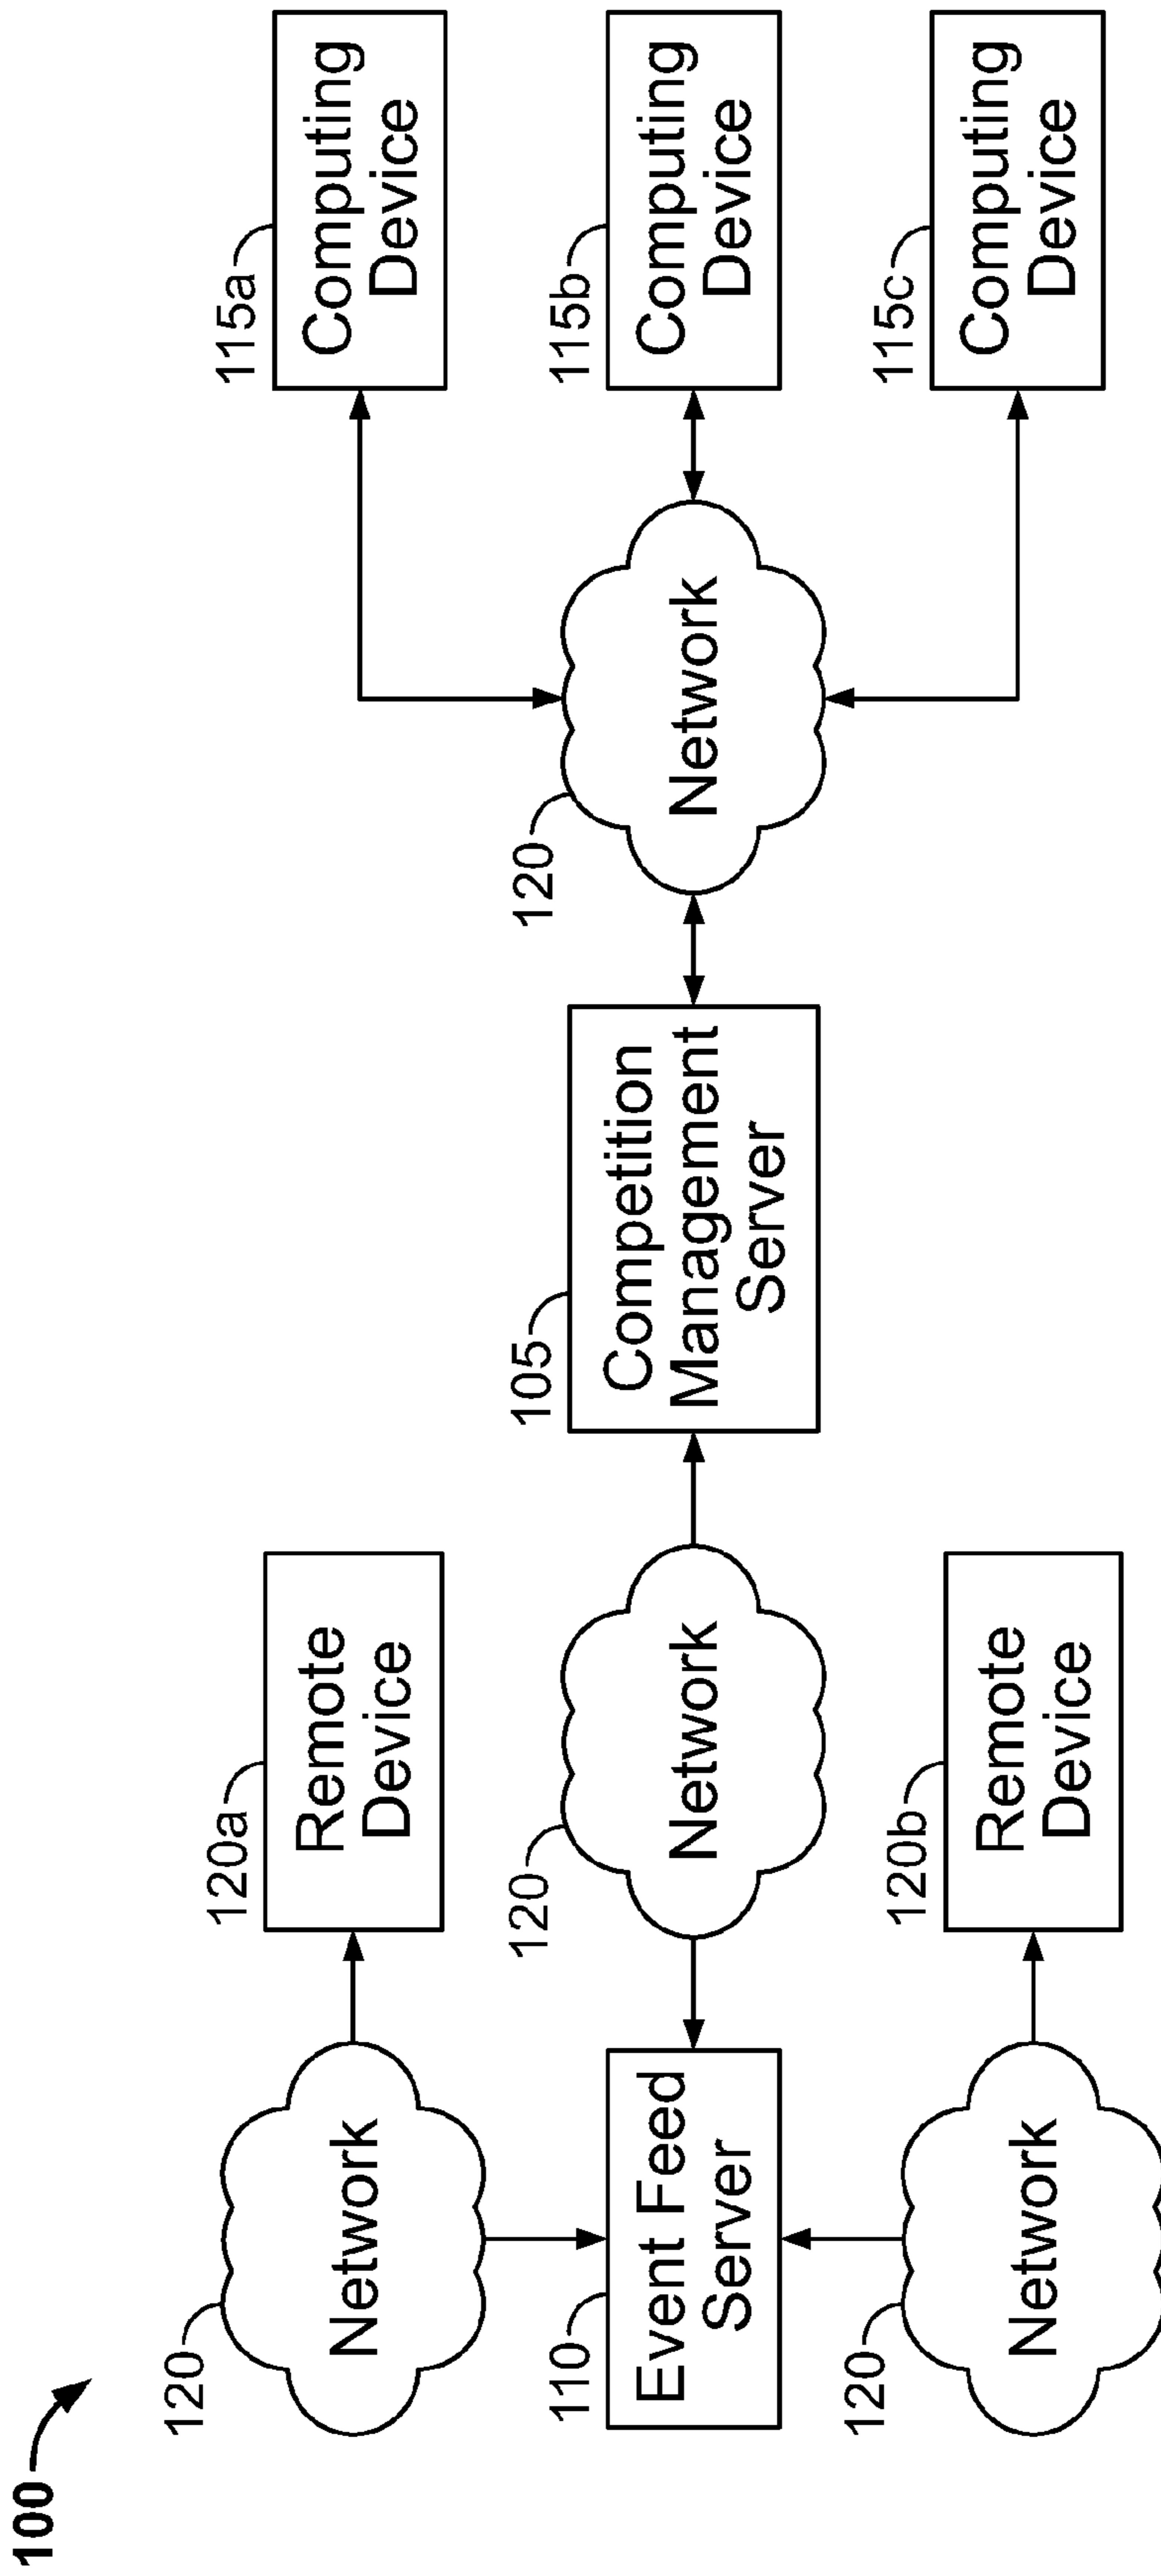 100
120
Network
120a
Remote
Device
115a
Computing
Device
110
Event Feed
Server
120
Network
105
Competition
Management
Server
120
Network
115b
Computing
Device
120
Network
120b
Remote
Device
115c
Computing
Device